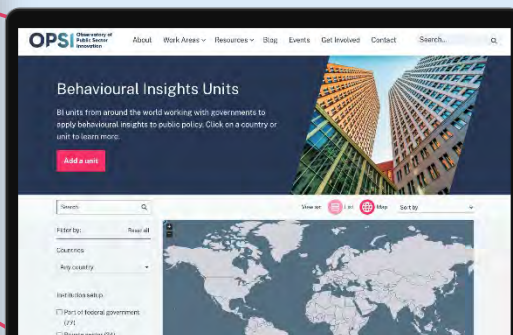 OPSI Observatory of
Public Sector
Innovation
About Work Areas Resources Blog Events Get Involved Contact Search...
Behavioural Insights Units
BI units from around the world working with governments to
apply behavioural insights to public policy. Click on a country or
unit to learn more.
Add a unit
Search
View as: List Map Sort by
Filter by: Reset all
Countries
Any country
Institution setup
Part of federal government
(77)